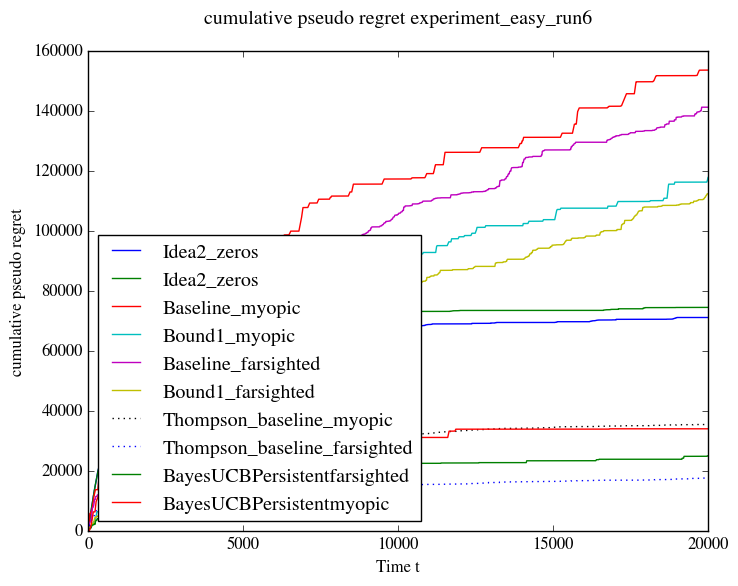 cumulative pseudo regret experiment_easy_run6
160000
140000
120000
100000
80000
60000
40000
20000
0
cumulative pseudo regret
Idea2_zeros
Idea2_zeros
Baseline_myopic
Bound1_myopic
Baseline_farsighted
Bound1_farsighted
Thompson_baseline_myopic
Thompson_baseline_farsighted
BayesUCBPersistentfarsighted
BayesUCBPersistentmyopic
0 5000 10000 15000 20000
Time t